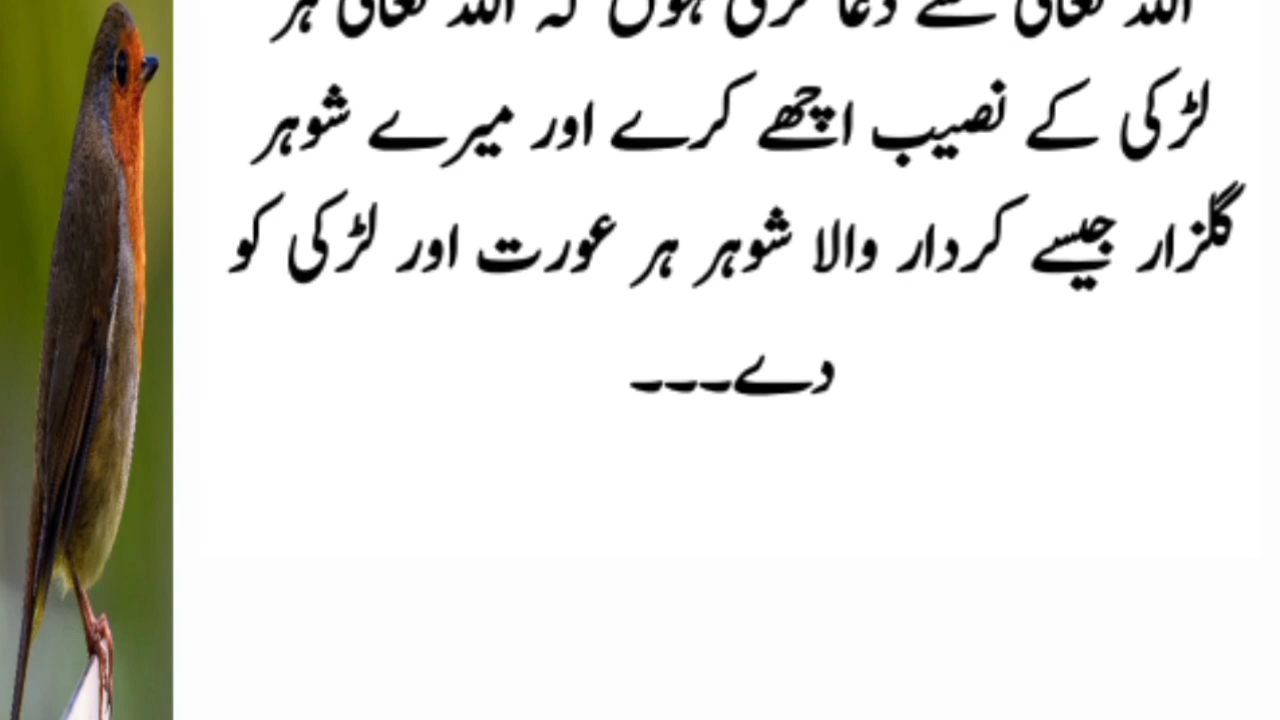 اللہ تعالیٰ سے دعا کرتی ہوں کہ اللہ تعالیٰ ہر
لڑکی کے نصیب اچھے کرے اور میرے شوہر
گلزار جیسے کردار والا شوہر ہر عورت اور لڑکی کو
دے۔۔۔